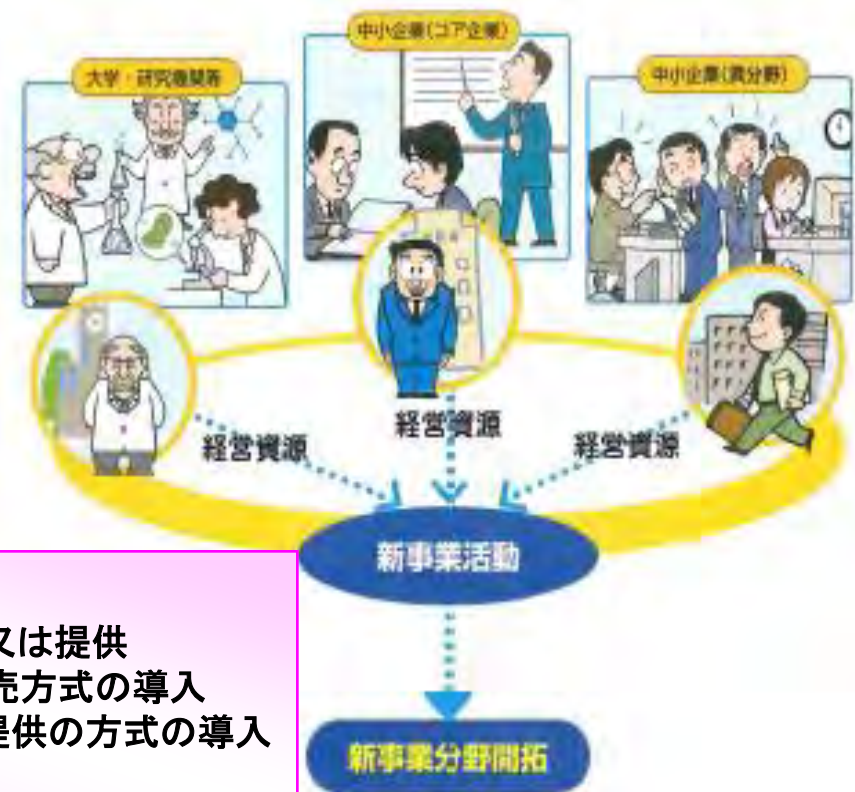 中小企業(コア企業)
大学・研究機関等
中小企業(異分野)
経営資源
経営資源
経営資源
新事業活動
又は提供
売方式の導入
提供の方式の導入
新事業分野開拓